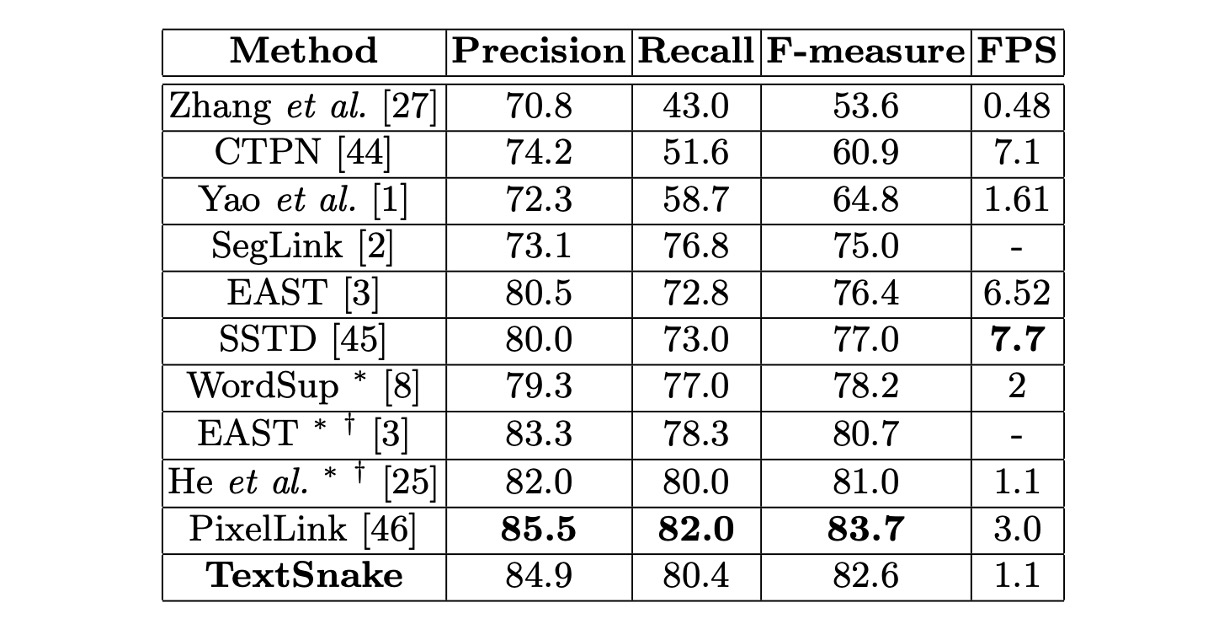 Method Precision Recall F-measure FPS
Zhang et al. [27] 70.8 43.0 53.6 0.48
CTPN [44] 74.2 51.6 60.9 7.1
Yao et al. [1] 72.3 58.7 64.8 1.61
SegLink [2] 73.1 76.8 75.0 -
EAST [3] 80.5 72.8 76.4 6.52
SSTD [45] 80.0 73.0 77.0 7.7
WordSup * [8] 79.3 77.0 78.2 2
EAST * † [3] 83.3 78.3 80.7 -
He et al. * † [25] 82.0 80.0 81.0 1.1
PixelLink [46] 85.5 82.0 83.7 3.0
TextSnake 84.9 80.4 82.6 1.1